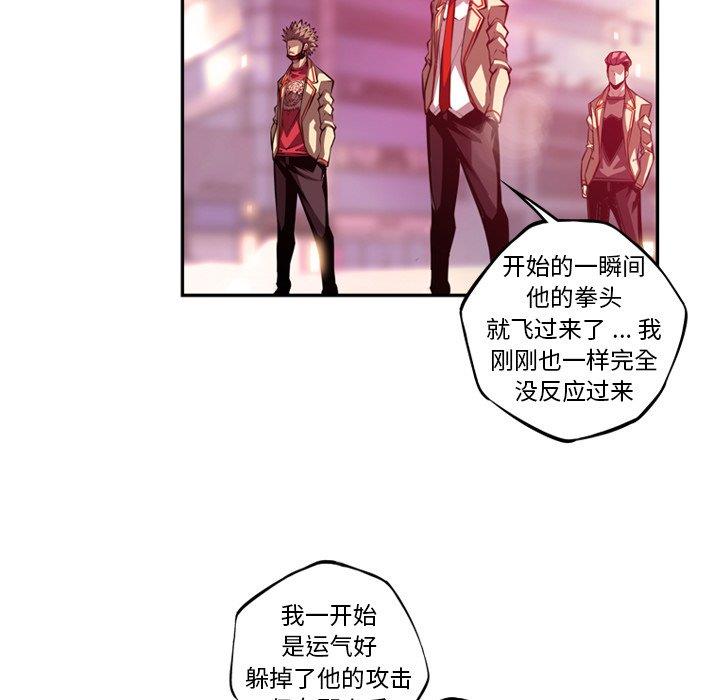 开始的一瞬间
他的拳头
就飞过来了 ... 我
刚刚也一样完全
没反应过来
我一开始
是运气好
躲掉了他的攻击